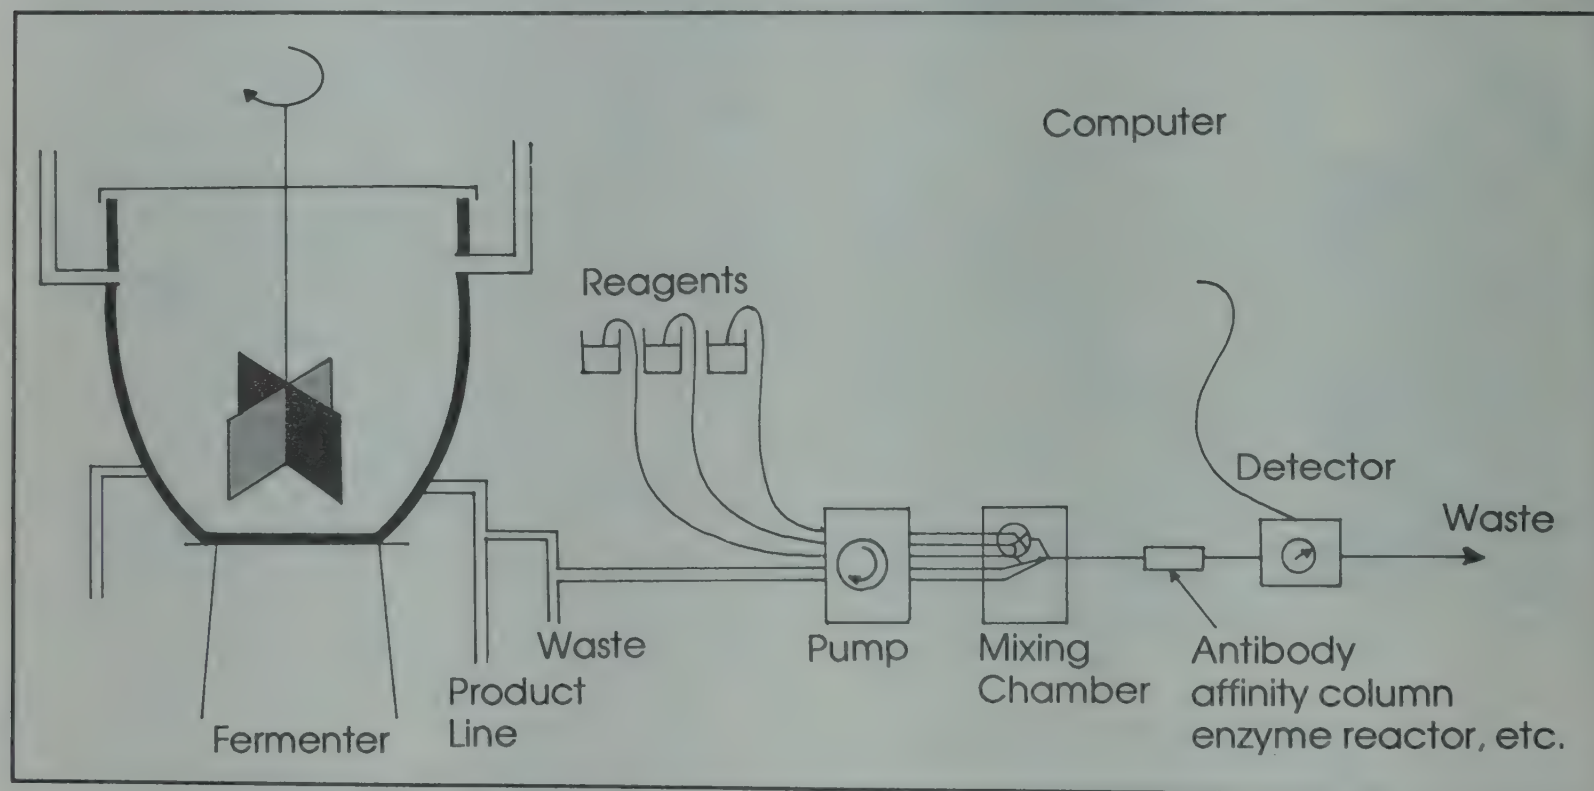 Computer
Reagents
Detector
Waste
Waste
Pump
Mixing
Chamber
Antibody
affinity column
enzyme reactor, etc.
Product
Line
Fermenter